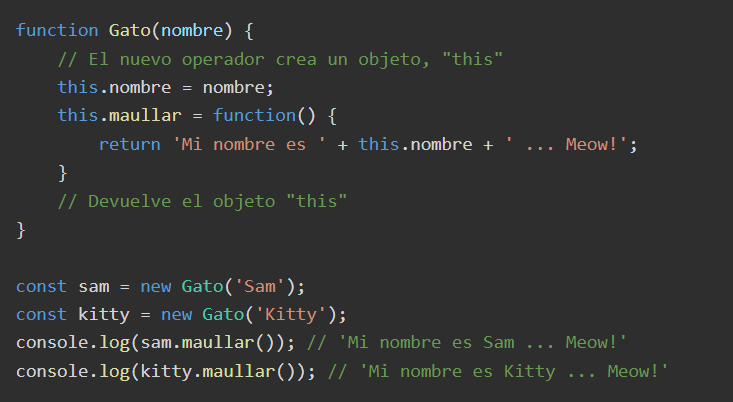 function Gato(nombre) {
    // El nuevo operador crea un objeto, "this"
    this.nombre = nombre;
    this.maullar = function() {
        return 'Mi nombre es ' + this.nombre + ' ... Meow!';
    }
    // Devuelve el objeto "this"
}

const sam = new Gato('Sam');
const kitty = new Gato('Kitty');
console.log(sam.maullar()); // 'Mi nombre es Sam ... Meow!'
console.log(kitty.maullar()); // 'Mi nombre es Kitty ... Meow!'